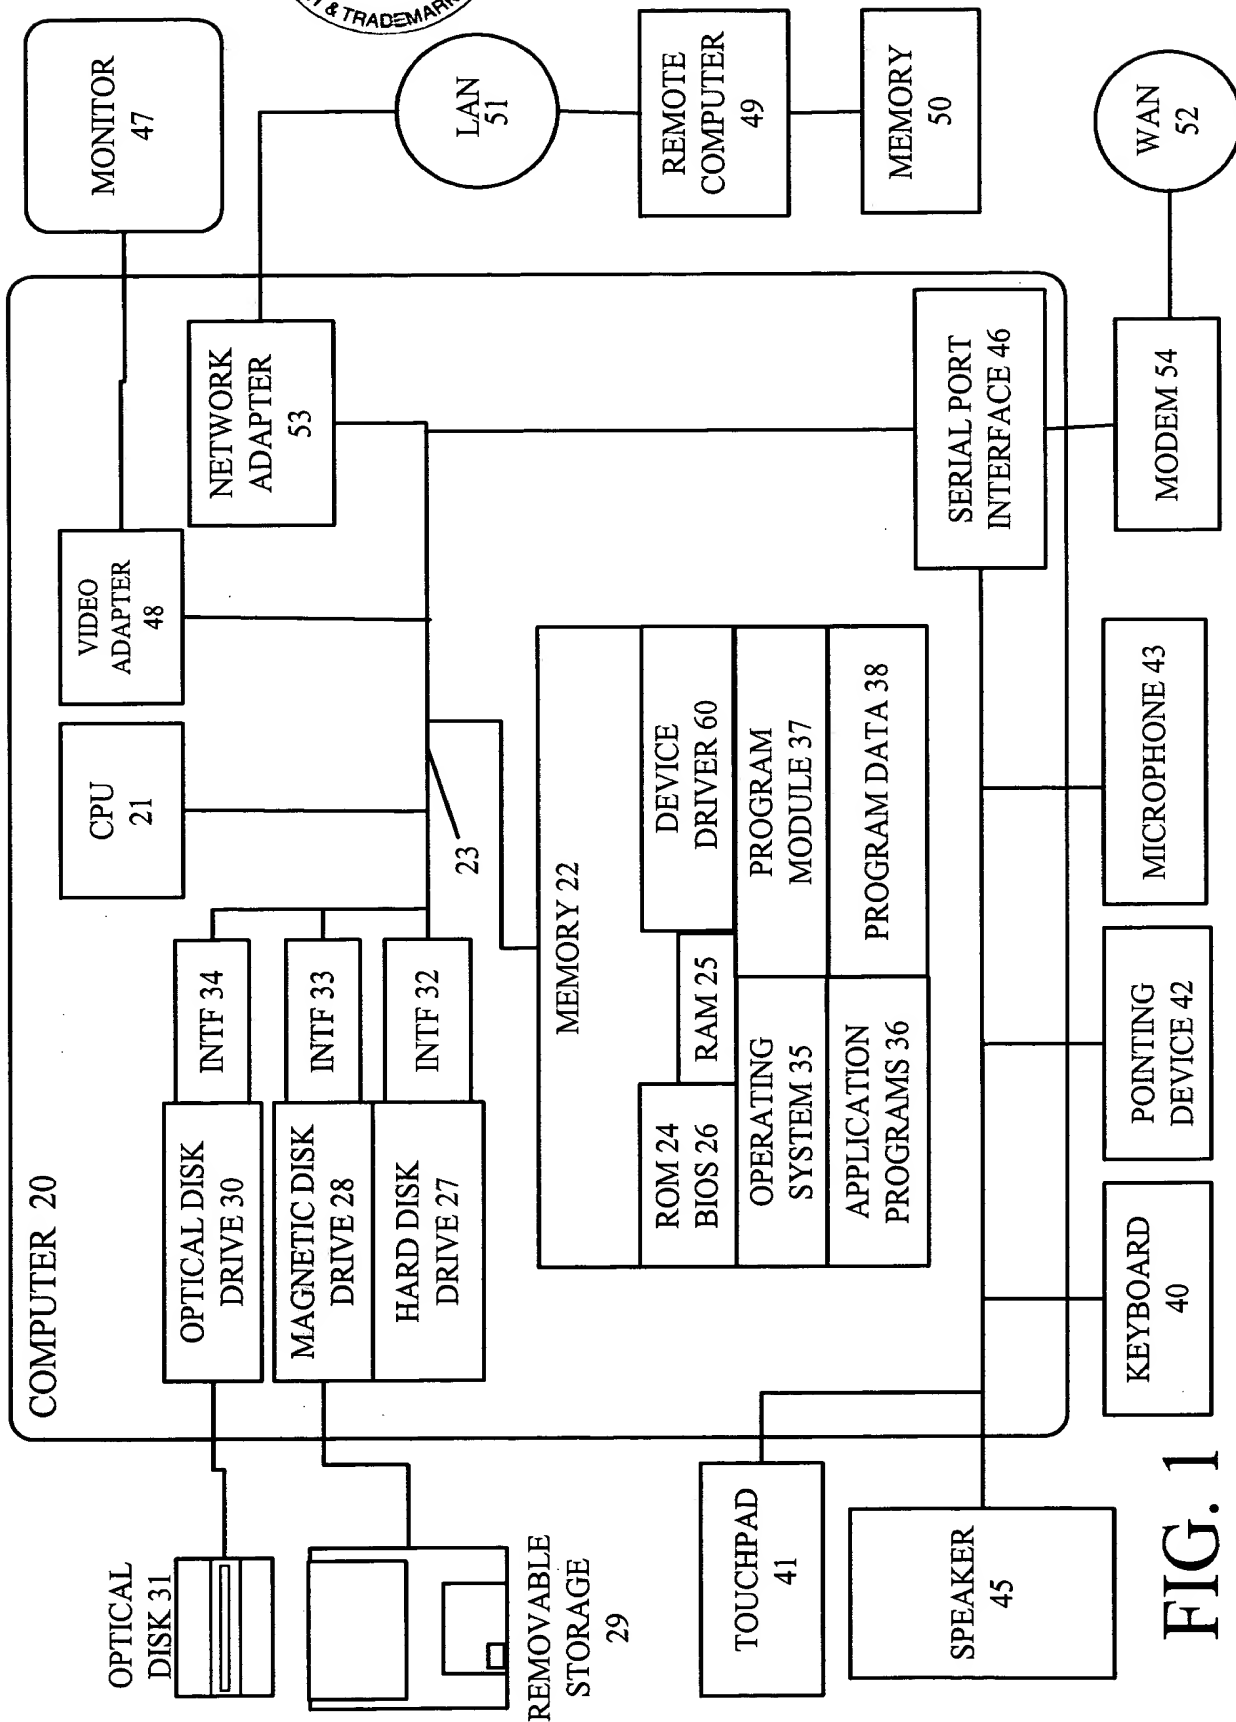 & TRADEMARK
COMPUTER 20
OPTICAL
DISK 31
REMOVABLE
STORAGE
29
OPTICAL DISK
DRIVE 30
INTF 34
MAGNETIC DISK
DRIVE 28
INTF 33
HARD DISK
DRIVE 27
INTF 32
CPU
21
VIDEO
ADAPTER
48
MONITOR
47
NETWORK
ADAPTER
53
23
LAN
51
REMOTE
COMPUTER
49
MEMORY
50
MEMORY 22
ROM 24
BIOS 26
RAM 25
DEVICE
DRIVER 60
OPERATING
SYSTEM 35
PROGRAM
MODULE 37
APPLICATION
PROGRAMS 36
PROGRAM DATA 38
SERIAL PORT
INTERFACE 46
TOUCHPAD
41
SPEAKER
45
KEYBOARD
40
POINTING
DEVICE 42
MICROPHONE 43
MODEM 54
WAN
52
FIG. 1